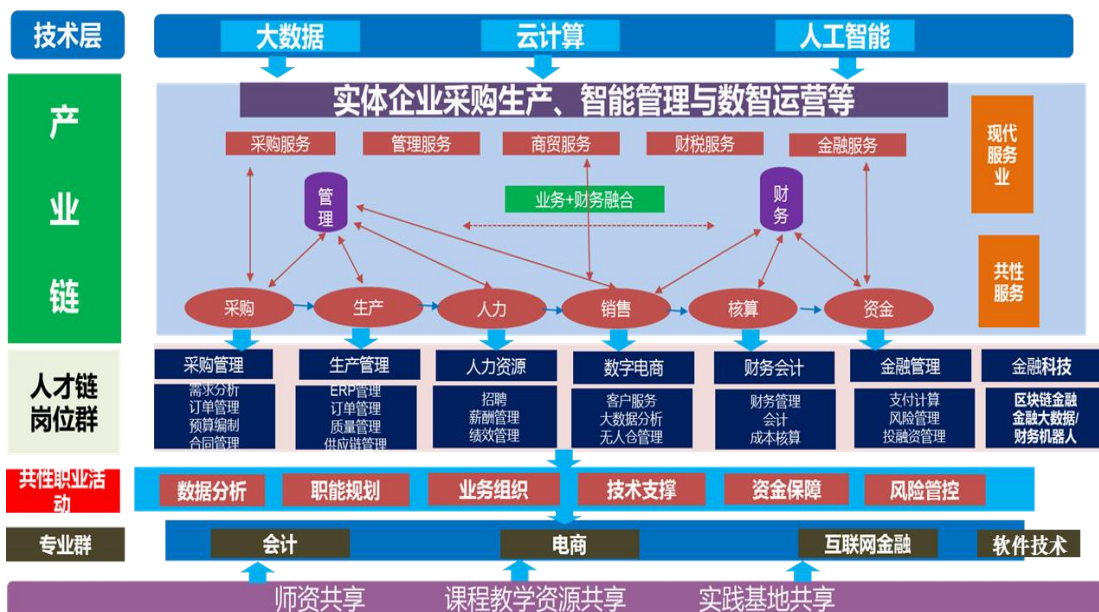 技术层
大数据
云计算
人工智能
产
业
链
实体企业采购生产、智能管理与数智运营等
采购服务
管理服务
商贸服务
财税服务
金融服务
现代
服务
业
管
理
业务+财务融合
财
务
共性
服务
采购
生产
人力
销售
核算
资金
人才链
岗位群
采购管理
生产管理
人力资源
数字电商
财务会计
金融管理
金融科技
需求分析
订单管理
预算编制
合同管理
ERP管理
订单管理
质量管理
供应链管理
招聘
薪酬管理
绩效管理
客户服务
大数据分析
无人仓管理
财务管理
会计
成本核算
支付计算
风险管理
投融资管理
区块链金融
金融大数据/
财务机器人
共性职业活
动
数据分析
职能规划
业务组织
技术支撑
资金保障
风险管控
专业群
会计
电商
互联网金融
软件技术
师资共享
课程教学资源共享
实践基地共享